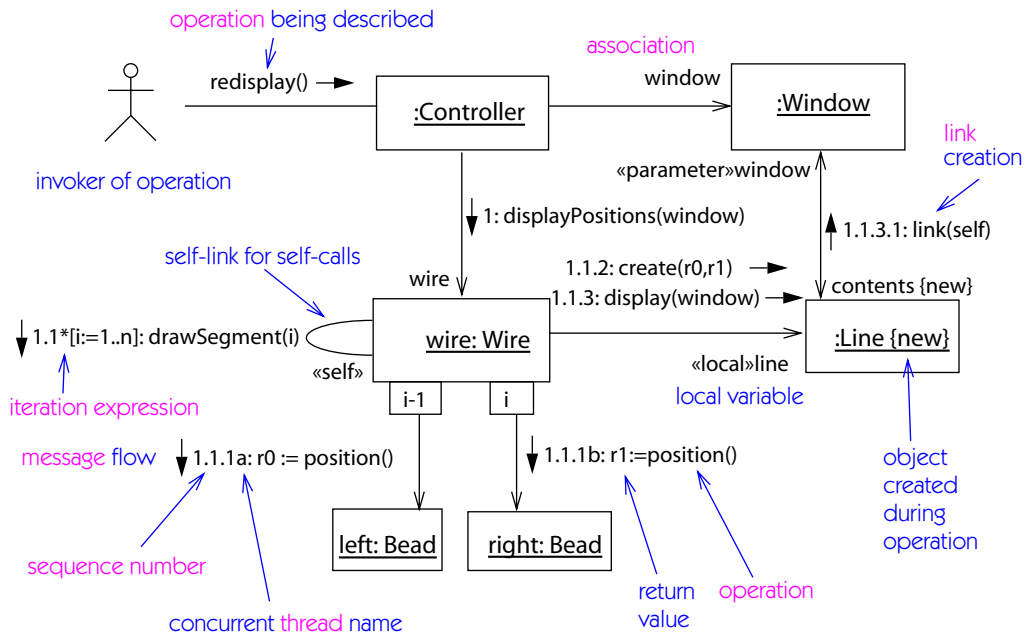 operation being described
association
redisplay()
window
:Controller
:Window
link
creation
invoker of operation
«parameter»window
1: displayPositions(window)
1.1.3.1: link(self)
self-link for self-calls
1.1.2: create(r0,r1)
wire
1.1.3: display(window)
contents {new}
1.1*[i:=1..n]: drawSegment(i)
wire: Wire
:Line {new}
«self»
«local»line
iteration expression
i-1
i
local variable
message flow
1.1.1a: r0 := position()
1.1.1b: r1:=position()
object
created
during
operation
left: Bead
right: Bead
sequence number
return
value
operation
concurrent thread name